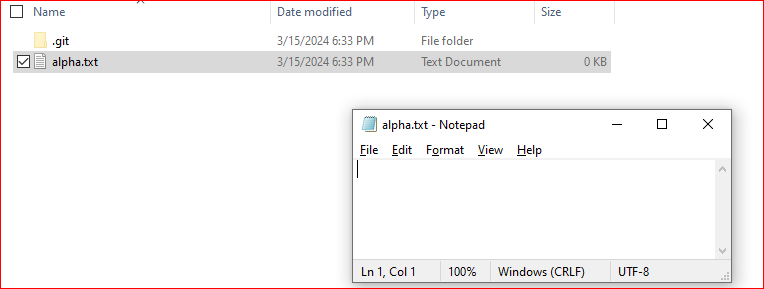 Name Date modified Type Size
.git 3/15/2024 6:33 PM File folder
alpha.txt 3/15/2024 6:33 PM Text Document 0 KB
alpha.txt - Notepad
File Edit Format View Help
Ln 1, Col 1 100% Windows (CRLF) UTF-8